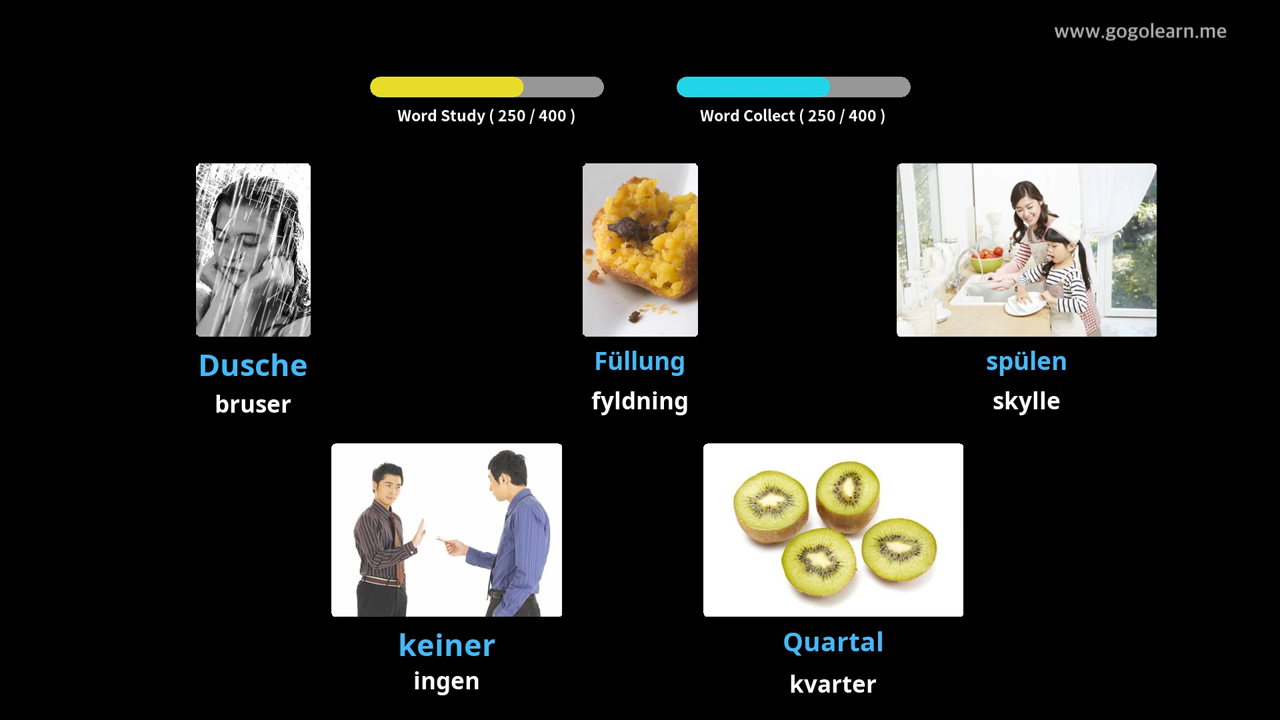 www.gogolearn.me
Word Study ( 250 / 400 )
Word Collect ( 250 / 400 )
Dusche
bruser
Füllung
fyldning
spülen
skylle
keiner
ingen
Quartal
kvarter